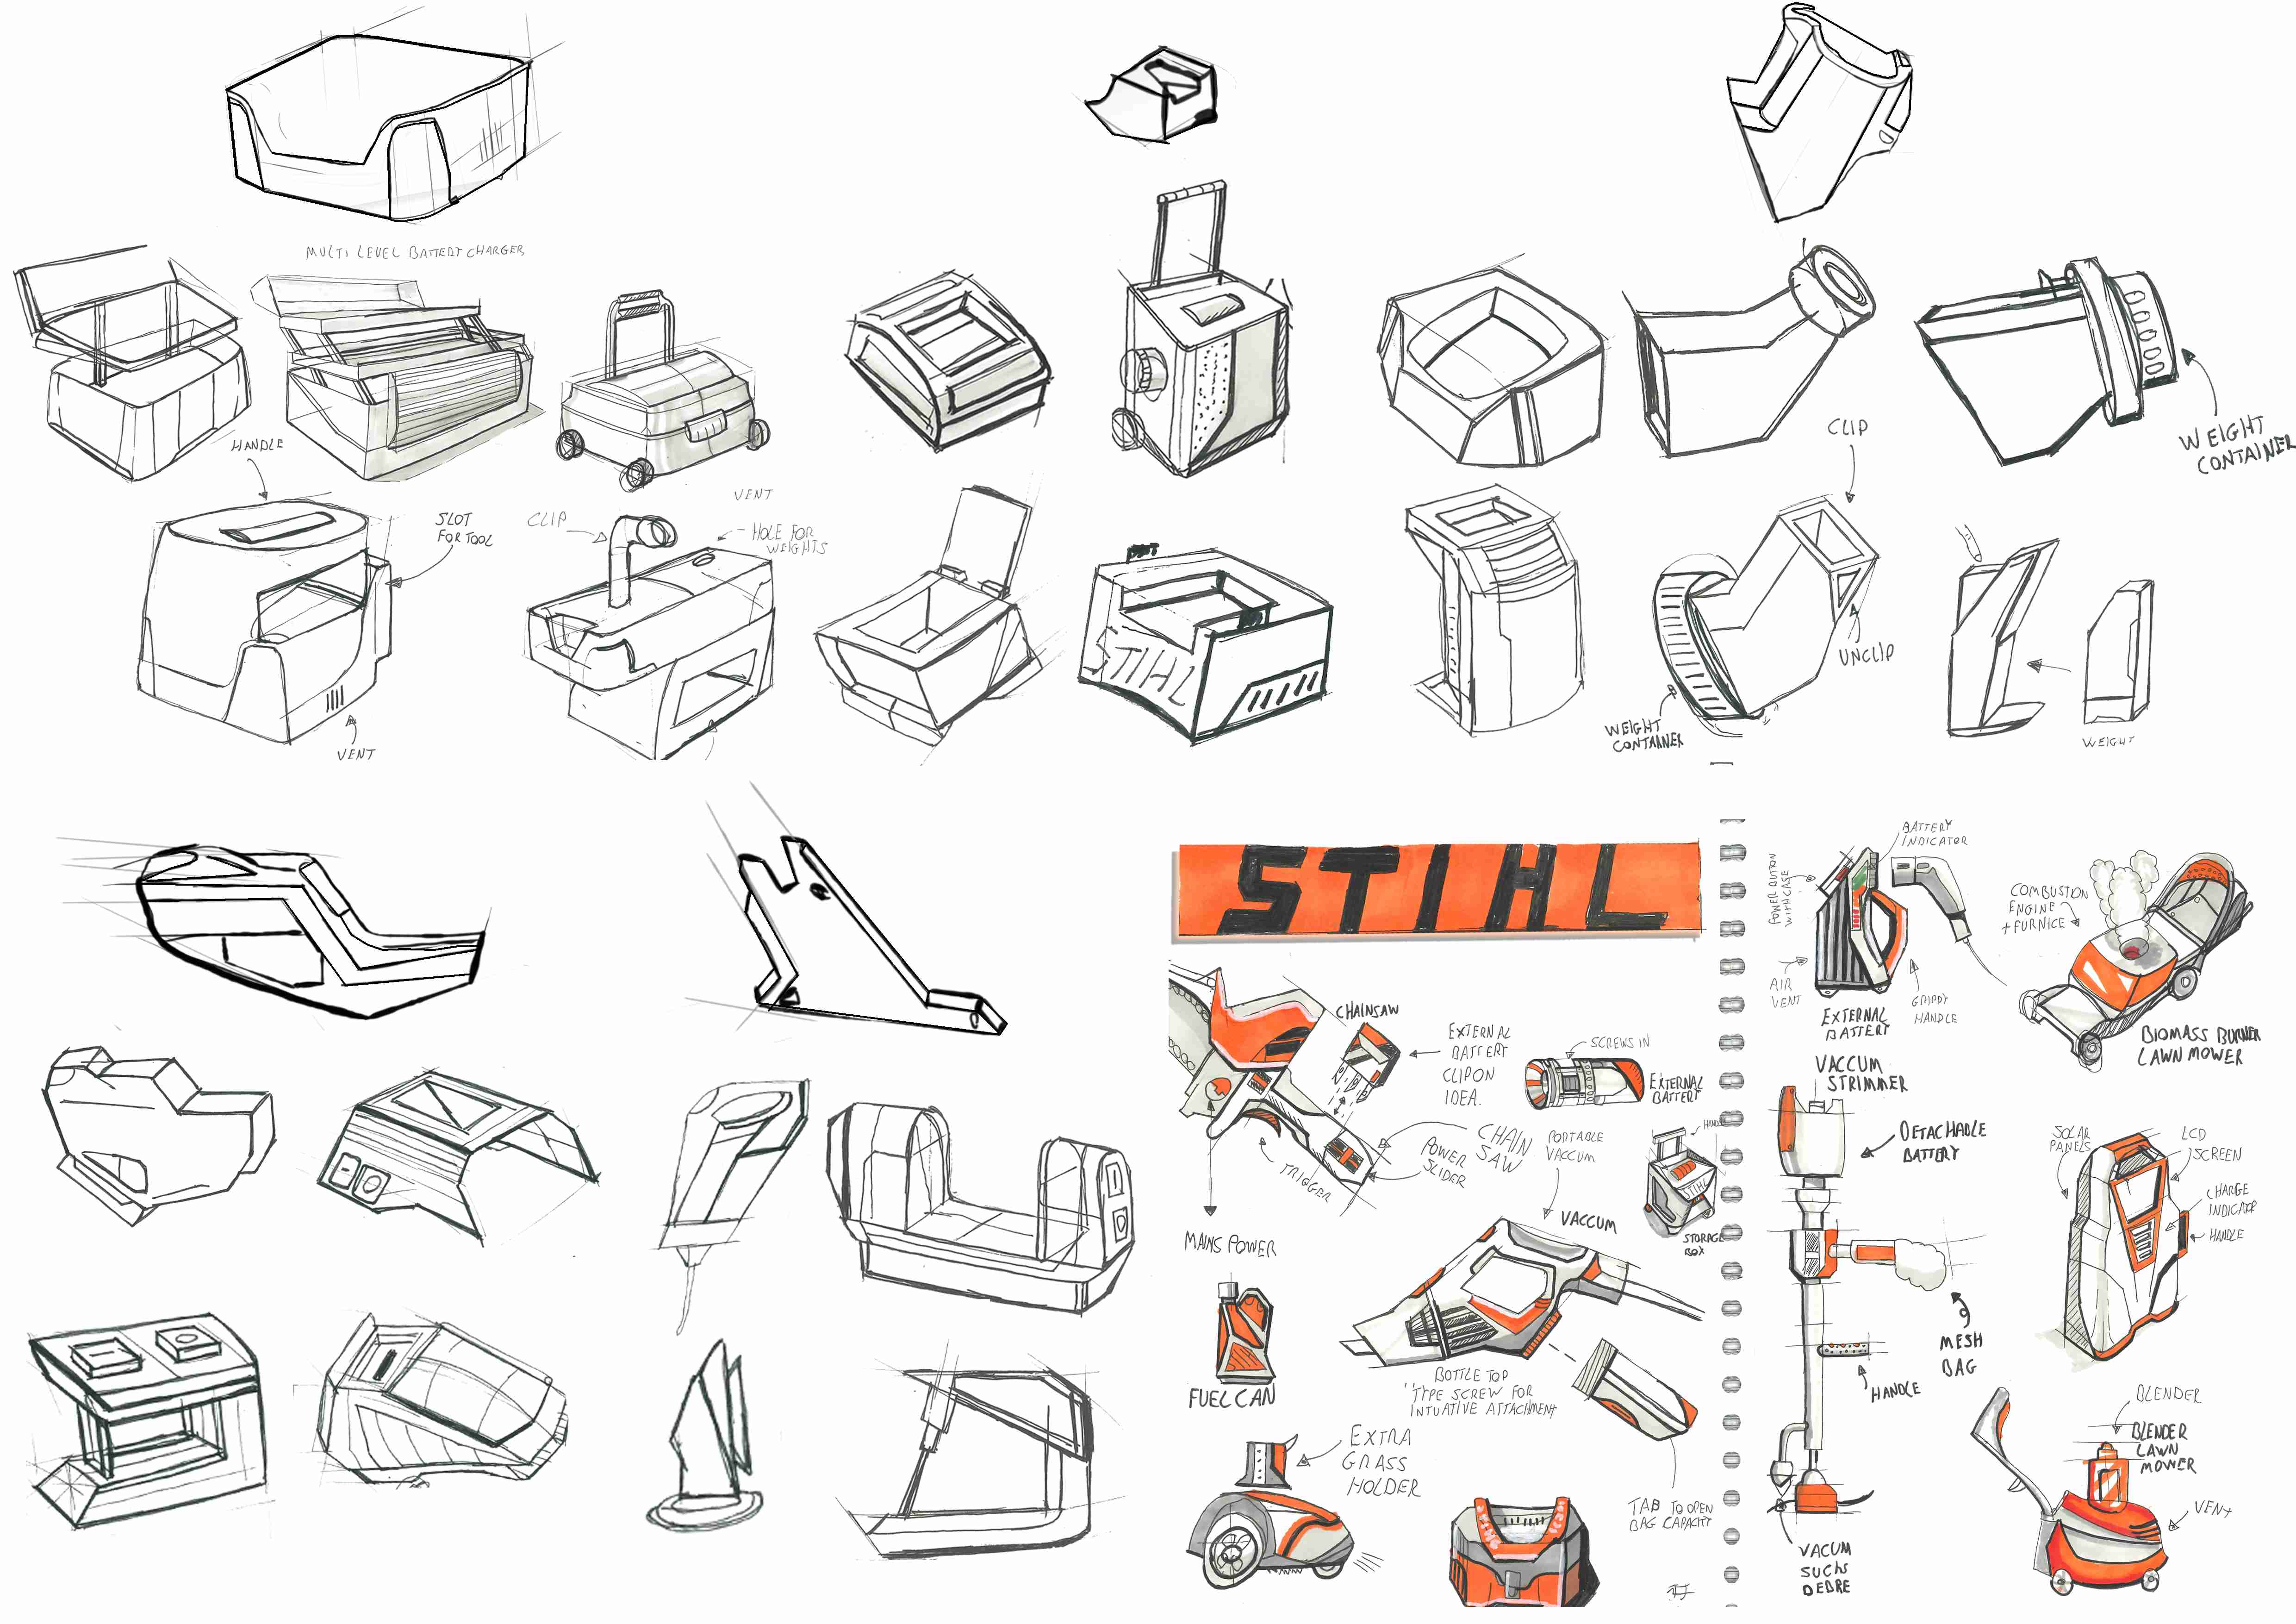 MULTI LEVEL BATTERY CHARGER
HANDLE
SLOT
FOR TOOL
VENT
CLIP
VENT
HOLE FOR
WEIGHTS
STIHL
WEIGHT
CONTAINER
CLIP
UNCLIP
WEIGHT
CONTAINER
WEIGHT
STIHL
CHAINSAW
EXTERNAL
BATTERY
CLIPON
IDEA.
SCREWS IN
EXTERNAL
BATTERY
CHAIN
SAW
POWER
SLIDER
TRIGGER
MAINS POWER
PORTABLE
VACCUM
VACCUM
HANDLE
STIHL
STORAGE
BOX
FUEL CAN
BOTTLE TOP
TYPE SCREW FOR
INTUATIVE ATTACHMENT
EXTRA
GRASS
HOLDER
TAB TO OPEN
BAG CAPACITY
POWER BUTTON
WITH CASE
BATTERY
INDICATOR
AIR
VENT
GRIPPY
HANDLE
EXTERNAL
BATTERY
COMBUSTION
ENGINE
+ FURNICE
BIOMASS BURNER
LAWN MOWER
VACCUM
STRIMMER
DETACHABLE
BATTERY
MESH
BAG
HANDLE
VACUM
SUCKS
DEBRE
SOLAR
PANELS
LCD
SCREEN
CHARGE
INDICATOR
HANDLE
BLENDER
BLENDER
LAWN
MOWER
VENT